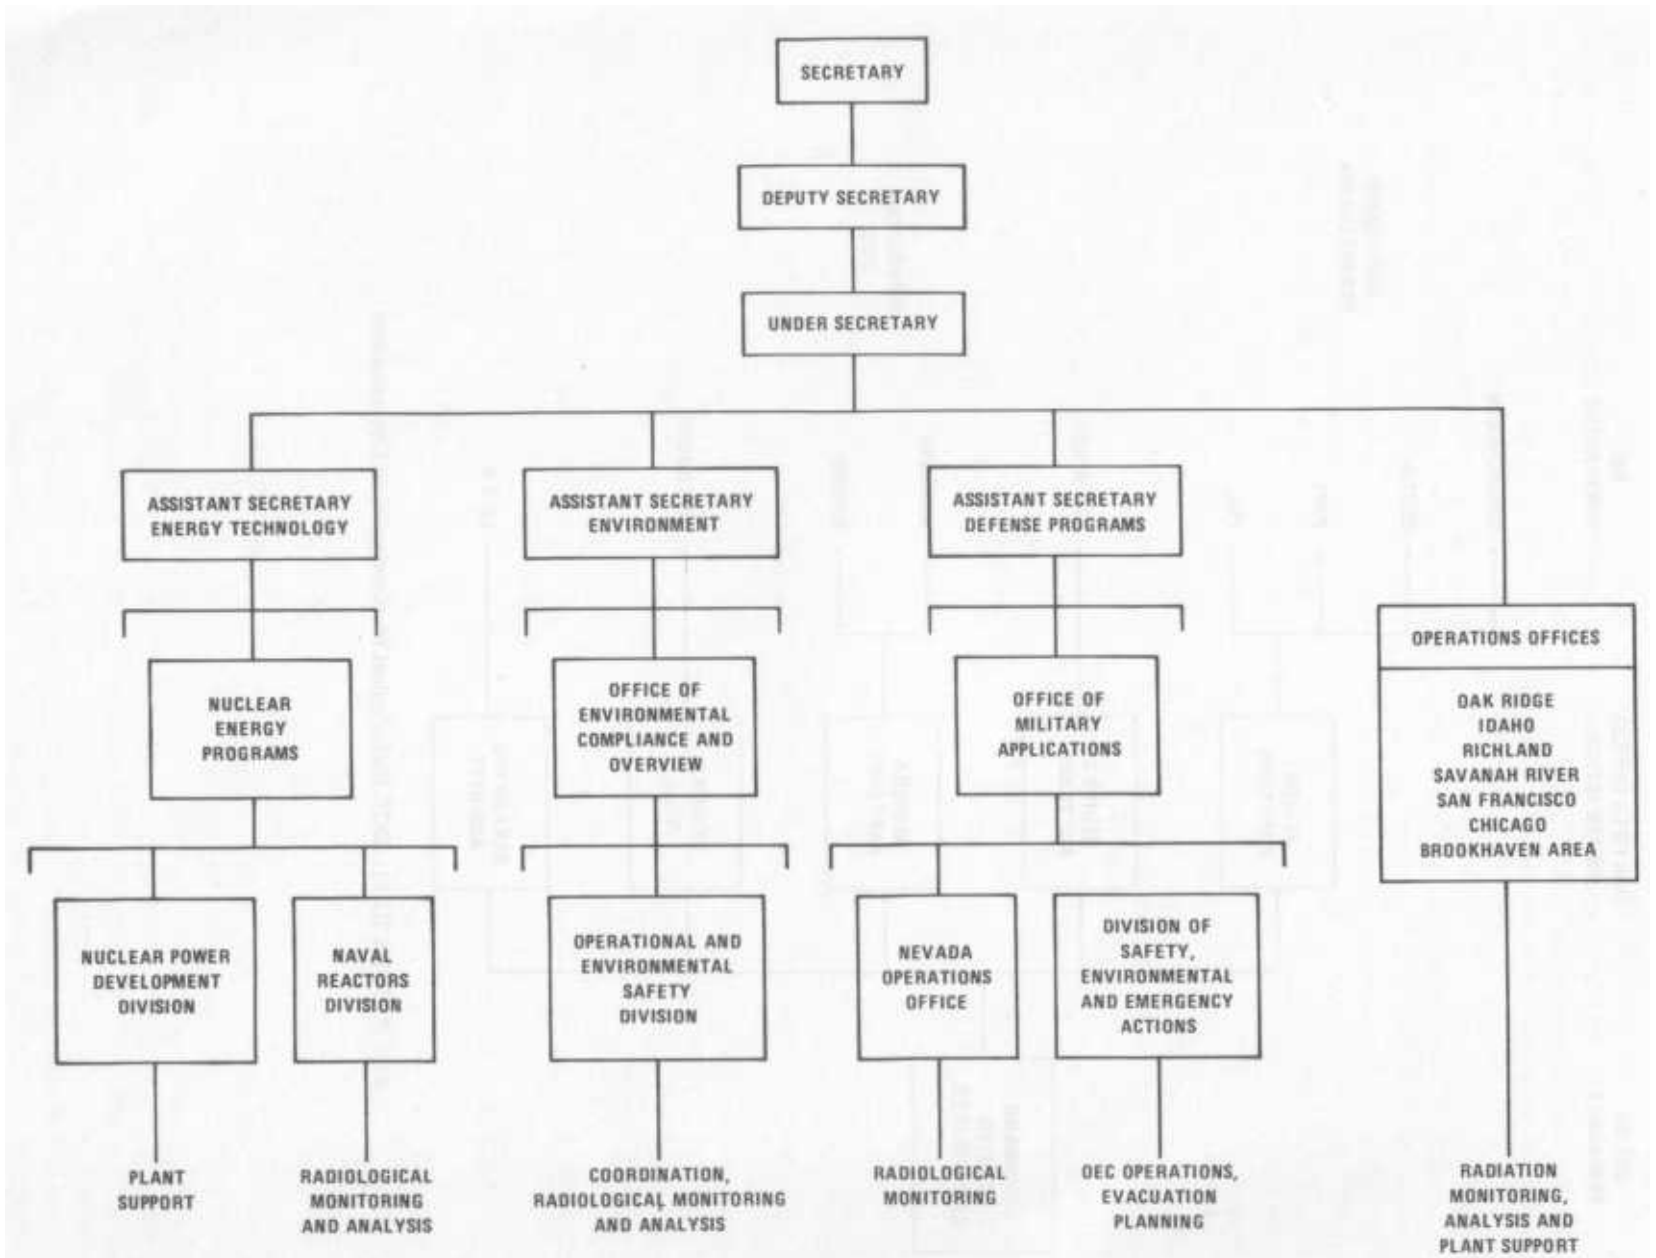 SECRETARY
DEPUTY SECRETARY
UNDER SECRETARY
ASSISTANT SECRETARY
ENERGY TECHNOLOGY
ASSISTANT SECRETARY
ENVIRONMENT
ASSISTANT SECRETARY
DEFENSE PROGRAMS
OPERATIONS OFFICES
OAK RIDGE
IDAHO
RICHLAND
SAVANAH RIVER
SAN FRANCISCO
CHICAGO
BROOKHAVEN AREA
NUCLEAR
ENERGY
PROGRAMS
OFFICE OF
ENVIRONMENTAL
COMPLIANCE AND
OVERVIEW
OFFICE OF
MILITARY
APPLICATIONS
NUCLEAR POWER
DEVELOPMENT
DIVISION
NAVAL
REACTORS
DIVISION
OPERATIONAL AND
ENVIRONMENTAL
SAFETY
DIVISION
NEVADA
OPERATIONS
OFFICE
DIVISION OF
SAFETY,
ENVIRONMENTAL
AND EMERGENCY
ACTIONS
PLANT
SUPPORT
RADIOLOGICAL
MONITORING
AND ANALYSIS
COORDINATION,
RADIOLOGICAL MONITORING
AND ANALYSIS
RADIOLOGICAL
MONITORING
OEC OPERATIONS,
EVACUATION
PLANNING
RADIATION
MONITORING,
ANALYSIS AND
PLANT SUPPORT